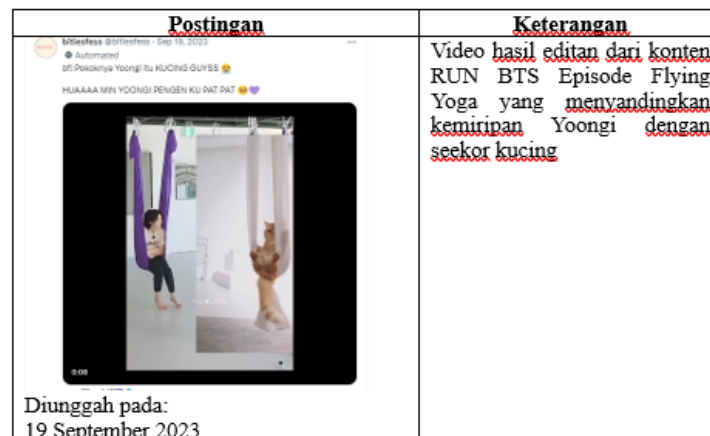 Postingan
Keterangan
bitiesfess @bitiesfess · Sep 19, 2023
Automated
bf! Pokoknya Yoongi itu KUCING GUYSS
HUAAAA MIN YOONGI PENGEN KU PAT PAT
0:08
Diunggah pada:
19 September 2023
Video hasil editan dari konten
RUN BTS Episode Flying
Yoga yang menyandingkan
kemiripan Yoongi dengan
seekor kucing